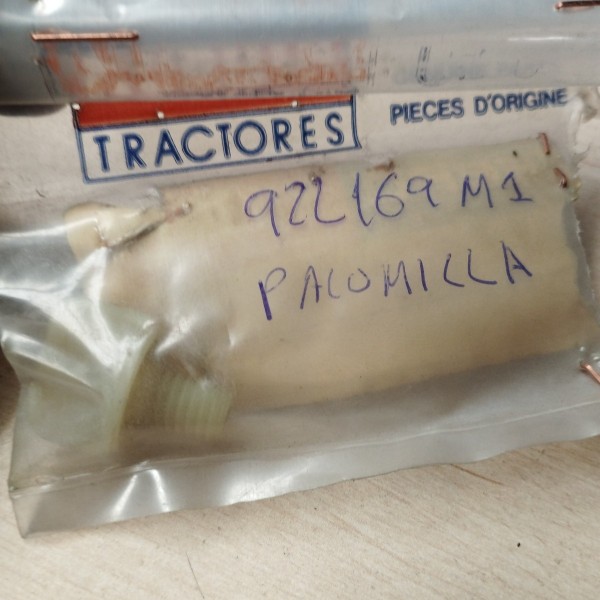 PIECES D'ORIGINE
TRACTORES
922169 M1
PALOMILLA